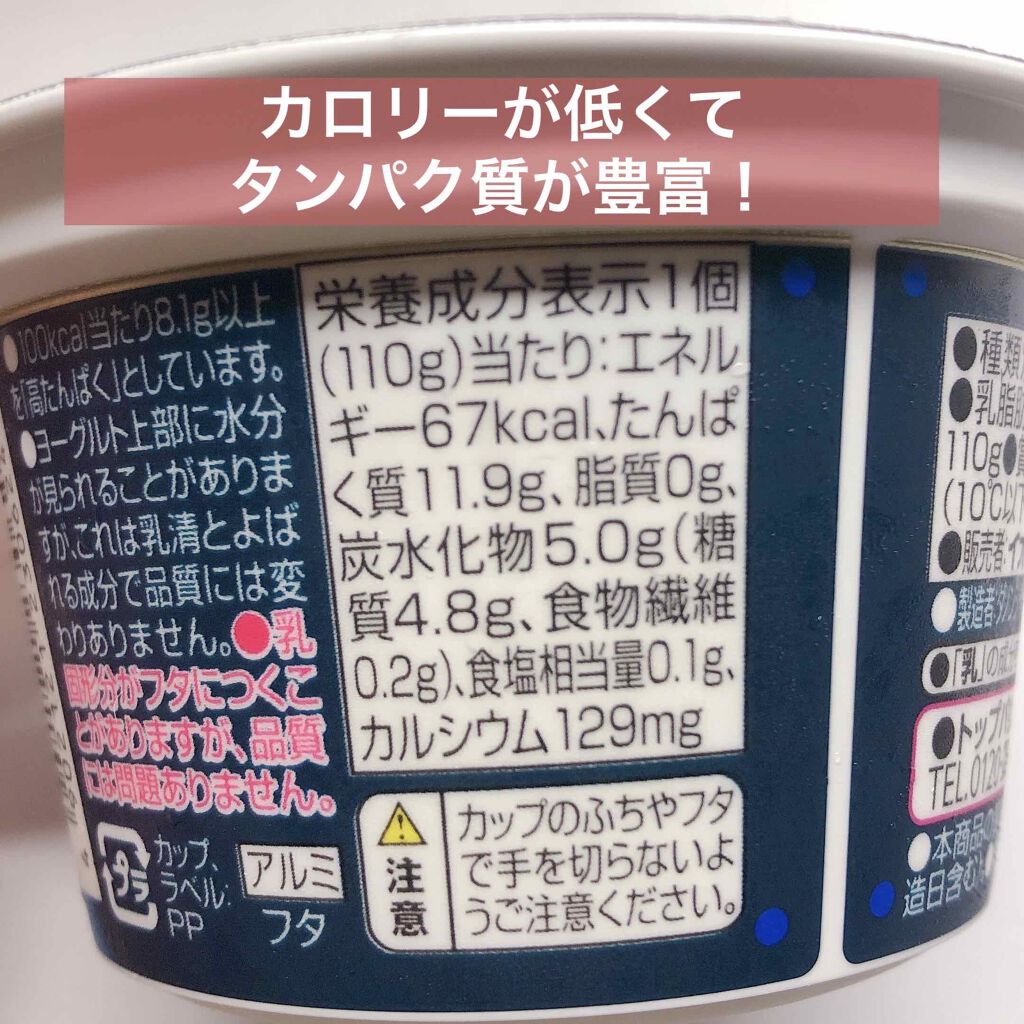 カロリーが低くて
タンパク質が豊富！
●100kcal当たり8.1g以上
を「高たんぱく」としています。
●ヨーグルト上部に水分
が見られることがありま
すが、これは乳清とよば
れる成分で品質には変
わりありません。●乳
固形分がフタにつくこ
とがありますが、品質
には問題ありません。
カップ、
ラベル:
PP
プラ
アルミ
フタ
栄養成分表示1個
(110g)当たり:エネル
ギー67kcal、たんぱ
く質11.9g、脂質0g、
炭水化物5.0g(糖
質4.8g、食物繊維
0.2g)、食塩相当量0.1g、
カルシウム129mg
注意
カップのふちやフタ
で手を切らないよ
うご注意ください。
●種類
●乳脂肪
110g●
(10℃以下
●販売者:イ
●製造者:
●「乳」の成
●トップ
TEL.0120
●本商品の
造日含む